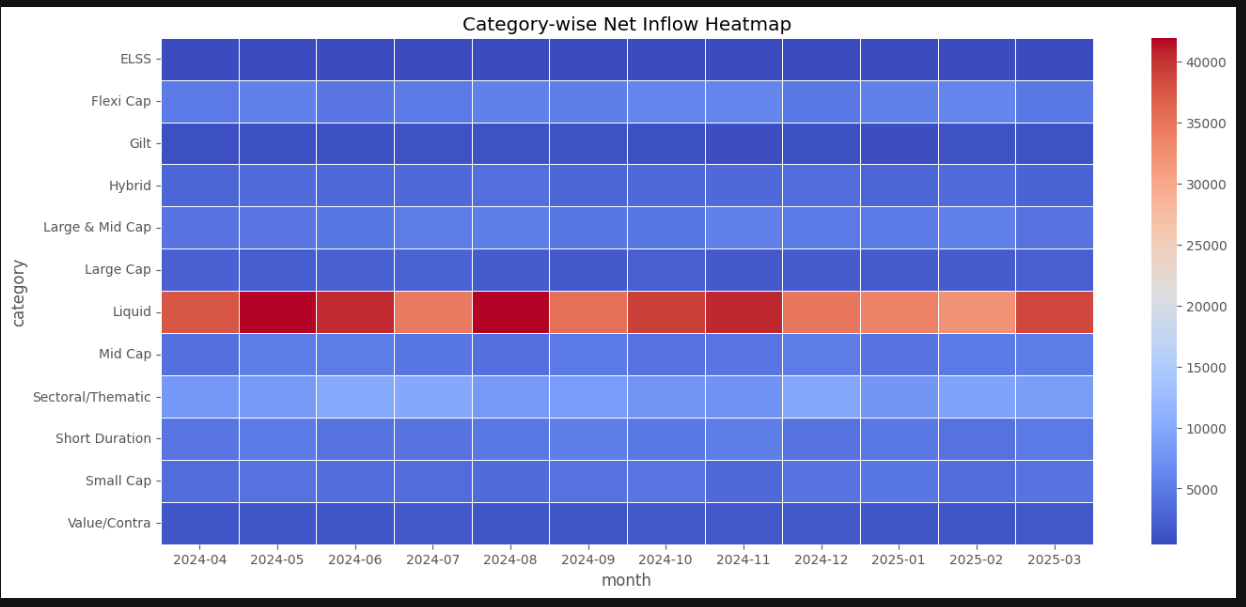 Category-wise Net Inflow Heatmap
ELSS
Flexi Cap
Gilt
Hybrid
Large & Mid Cap
Large Cap
Liquid
Mid Cap
Sectoral/Thematic
Short Duration
Small Cap
Value/Contra
category
2024-04 2024-05 2024-06 2024-07 2024-08 2024-09 2024-10 2024-11 2024-12 2025-01 2025-02 2025-03
month
40000
35000
30000
25000
20000
15000
10000
5000